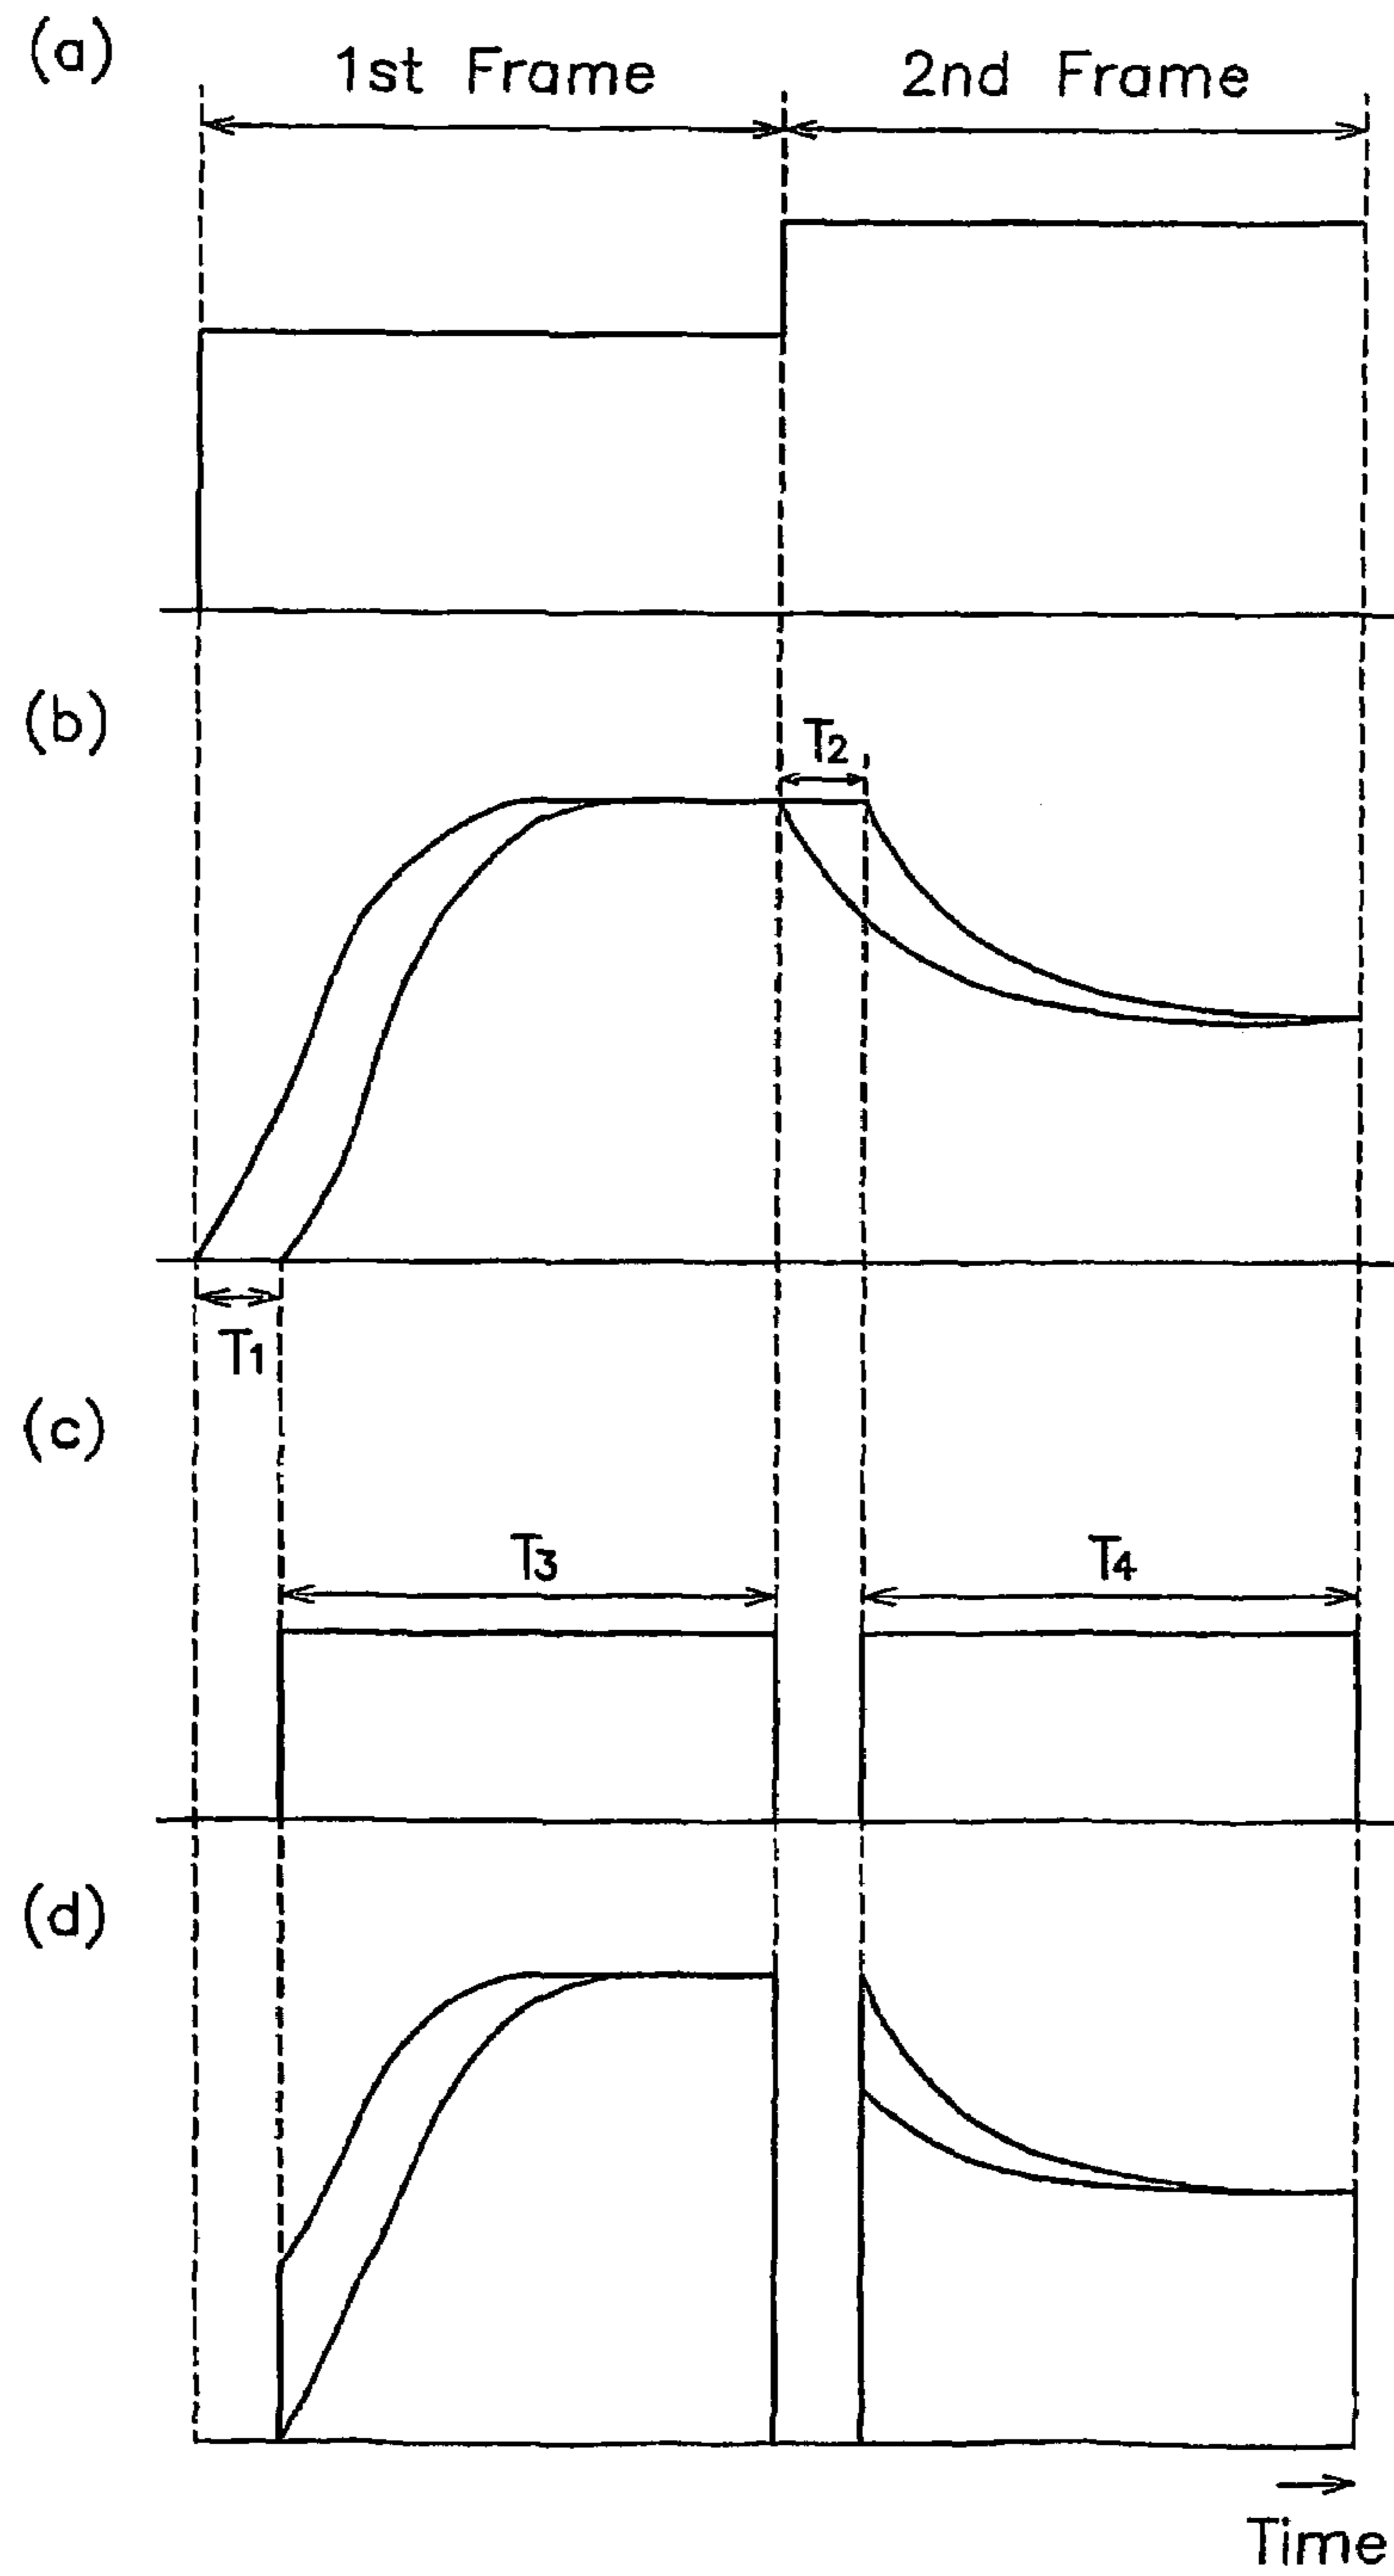 (a)
1st Frame 2nd Frame
(b)
T2
T1
(c)
T3 T4
(d)
Time